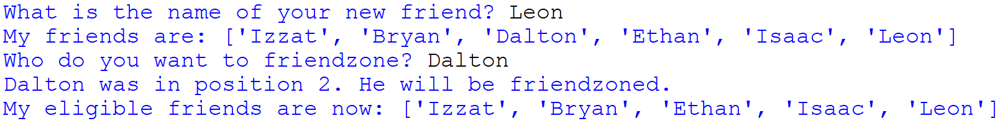 What is the name of your new friend? Leon
My friends are: ['Izzat', 'Bryan', 'Dalton', 'Ethan', 'Isaac', 'Leon']
Who do you want to friendzone? Dalton
Dalton was in position 2. He will be friendzoned.
My eligible friends are now: ['Izzat', 'Bryan', 'Ethan', 'Isaac', 'Leon']